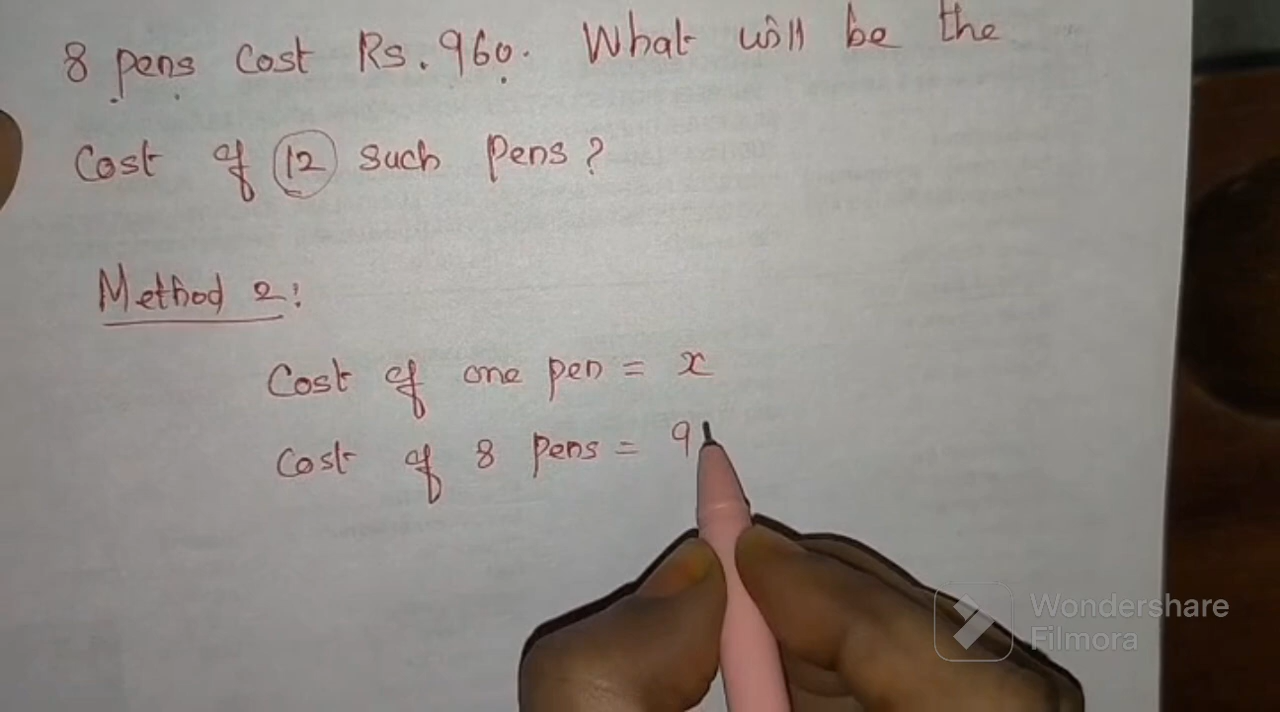 8 pens cost Rs. 960. What will be the
cost of 12 such pens?
Method 2:
Cost of one pen = x
Cost of 8 pens = 9
Wondershare
Filmora